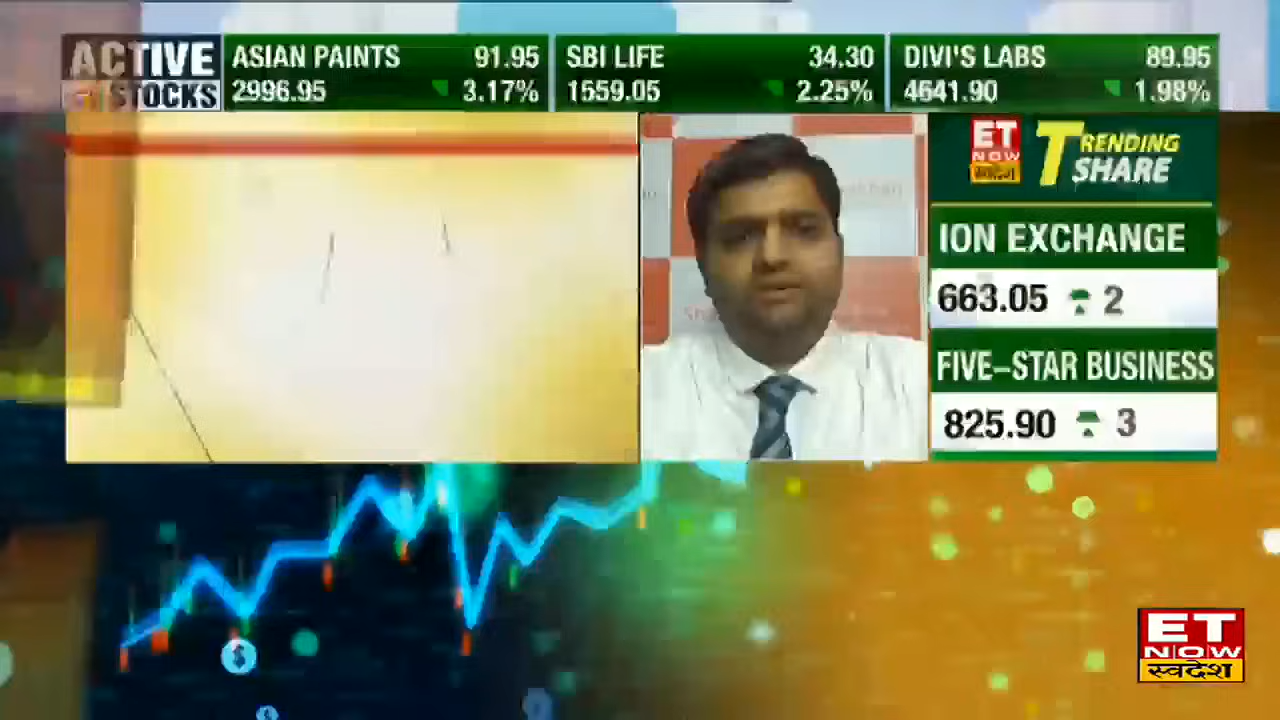 ACTIVE
STOCKS
ASIAN PAINTS 91.95
2996.95 3.17%
SBI LIFE 34.30
1559.05 2.25%
DIVI'S LABS 89.95
4641.90 1.98%
ET
NOW
स्वदेश
TRENDING
SHARE
ION EXCHANGE
663.05 2
FIVE-STAR BUSINESS
825.90 3
ET
NOW
स्वदेश